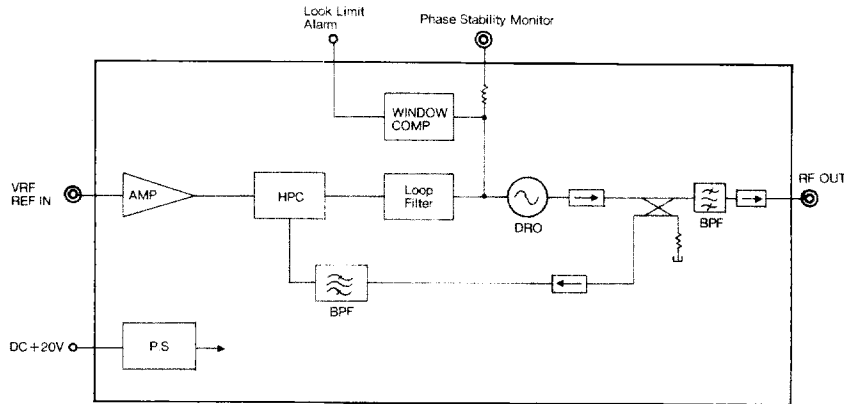 Look Limit
Alarm
Phase Stability Monitor
WINDOW
COMP
VRF
REF IN
AMP
HPC
Loop
Filter
DRO
BPF
RF OUT
BPF
DC +20V
P.S